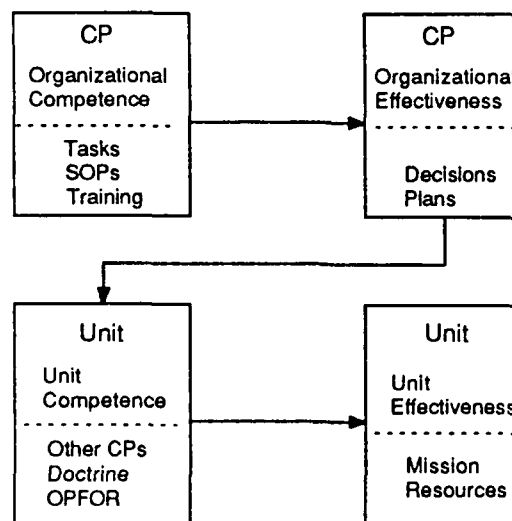 CP
Organizational
Competence
Tasks
SOPs
Training
CP
Organizational
Effectiveness
Decisions
Plans
Unit
Unit
Competence
Other CPs
Doctrine
OPFOR
Unit
Unit
Effectiveness
Mission
Resources